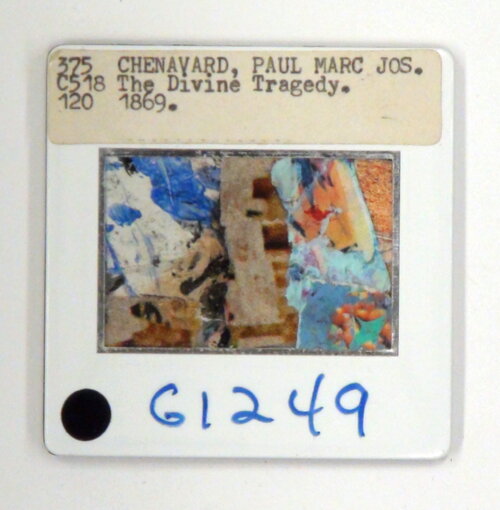 375 CHENAVARD, PAUL MARC JOS.
C518 The Divine Tragedy.
120 1869.
G1249